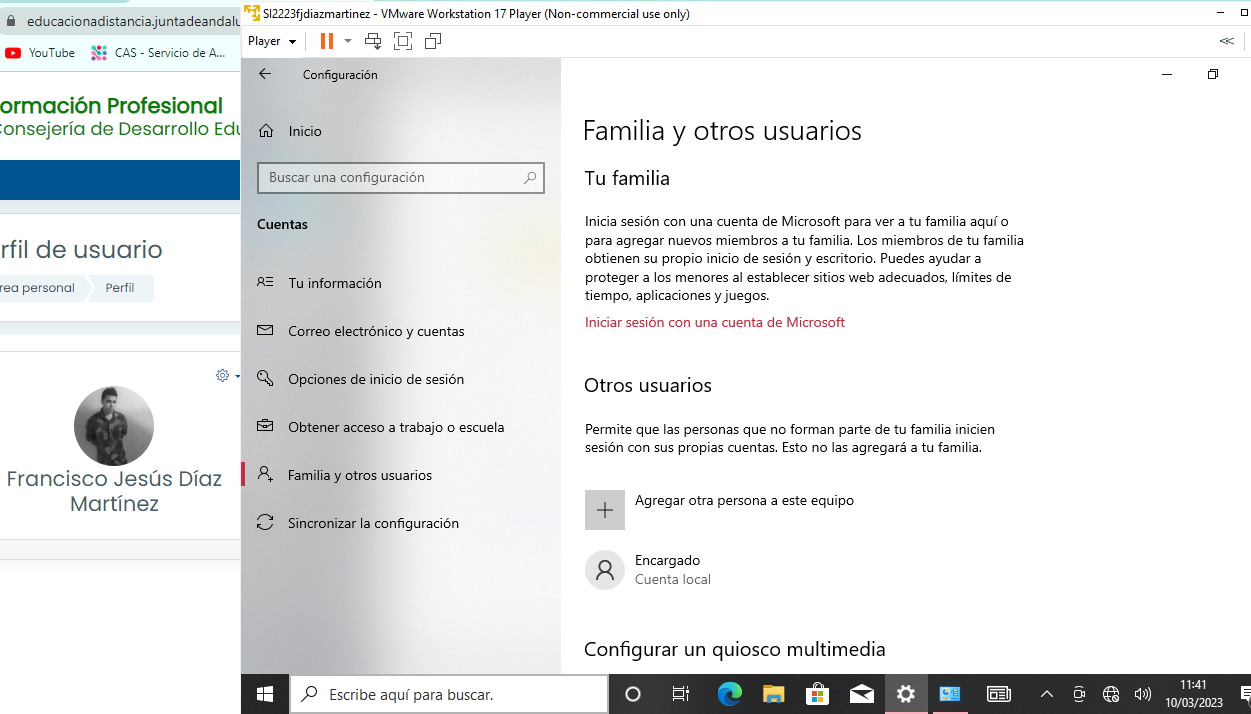 educacionadistancia.juntadeandalu
YouTube
CAS - Servicio de A...
ormación Profesional
Consejería de Desarrollo Edu
rfil de usuario
rea personal
Perfil
Francisco Jesús Díaz
Martínez
SI2223fjdiazmartinez - VMware Workstation 17 Player (Non-commercial use only)
Player
Configuración
Inicio
Buscar una configuración
Cuentas
Tu información
Correo electrónico y cuentas
Opciones de inicio de sesión
Obtener acceso a trabajo o escuela
Familia y otros usuarios
Sincronizar la configuración
Familia y otros usuarios
Tu familia
Inicia sesión con una cuenta de Microsoft para ver a tu familia aquí o
para agregar nuevos miembros a tu familia. Los miembros de tu familia
obtienen su propio inicio de sesión y escritorio. Puedes ayudar a
proteger a los menores al establecer sitios web adecuados, límites de
tiempo, aplicaciones y juegos.
Iniciar sesión con una cuenta de Microsoft
Otros usuarios
Permite que las personas que no forman parte de tu familia inicien
sesión con sus propias cuentas. Esto no las agregará a tu familia.
Agregar otra persona a este equipo
Encargado
Cuenta local
Configurar un quiosco multimedia
Escribe aquí para buscar.
11:41
10/03/2023